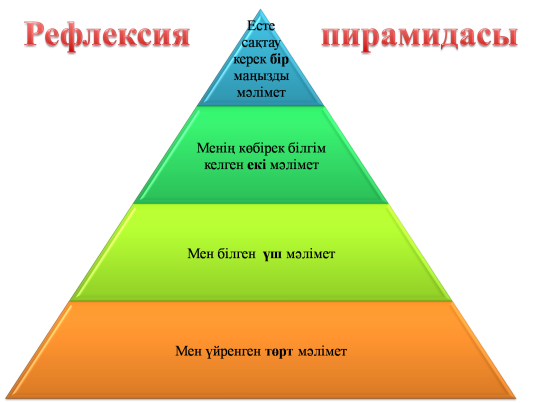 Рефлексия пирамидасы
Есте
сақтау
керек бір
маңызды
мәлімет
Менің көбірек білгім
келген екі мәлімет
Мен білген үш мәлімет
Мен үйренген төрт мәлімет